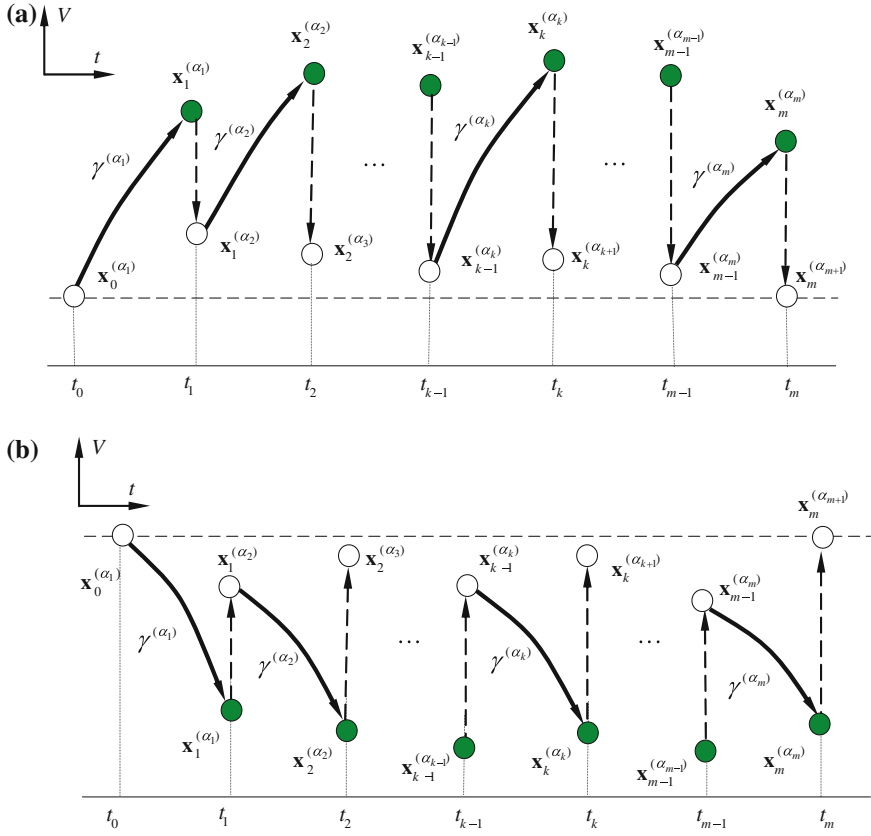 (a)
V
t
x_1^{(α_1)}
x_2^{(α_2)}
x_{k-1}^{(α_{k-1})}
x_k^{(α_k)}
x_{m-1}^{(α_{m-1})}
x_m^{(α_m)}
γ^{(α_1)}
γ^{(α_2)}
...
γ^{(α_k)}
...
γ^{(α_m)}
x_0^{(α_1)}
x_1^{(α_2)}
x_2^{(α_3)}
x_{k-1}^{(α_k)}
x_k^{(α_{k+1})}
x_{m-1}^{(α_m)}
x_m^{(α_{m+1})}
t_0 t_1 t_2 t_{k-1} t_k t_{m-1} t_m
(b)
V
t
x_0^{(α_1)}
x_1^{(α_2)}
x_2^{(α_3)}
x_{k-1}^{(α_k)}
x_k^{(α_{k+1})}
x_{m-1}^{(α_m)}
x_m^{(α_{m+1})}
γ^{(α_1)}
γ^{(α_2)}
...
γ^{(α_k)}
...
γ^{(α_m)}
x_1^{(α_1)}
x_2^{(α_2)}
x_{k-1}^{(α_{k-1})}
x_k^{(α_k)}
x_{m-1}^{(α_{m-1})}
x_m^{(α_m)}
t_0 t_1 t_2 t_{k-1} t_k t_{m-1} t_m